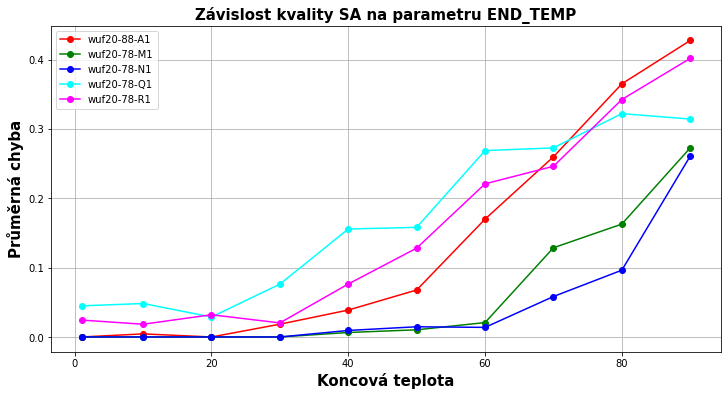 Závislost kvality SA na parametru END_TEMP
wuf20-88-A1
wuf20-78-M1
wuf20-78-N1
wuf20-78-Q1
wuf20-78-R1
Průměrná chyba
0.4
0.3
0.2
0.1
0.0
0 20 40 60 80
Koncová teplota